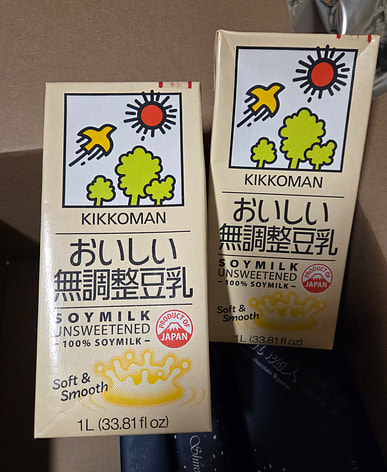 KIKKOMAN
おいしい
無調整豆乳
SOYMILK
UNSWEETENED
-100% SOYMILK-
PRODUCT OF
JAPAN
Soft &
Smooth
1L (33.81 fl oz)
KIKKOMAN
おいしい
無調整豆乳
SOYMILK
UNSWEETENED
-100% SOYMILK-
PRODUCT OF
JAPAN
Soft &
Smooth
1L (33.81 fl oz)